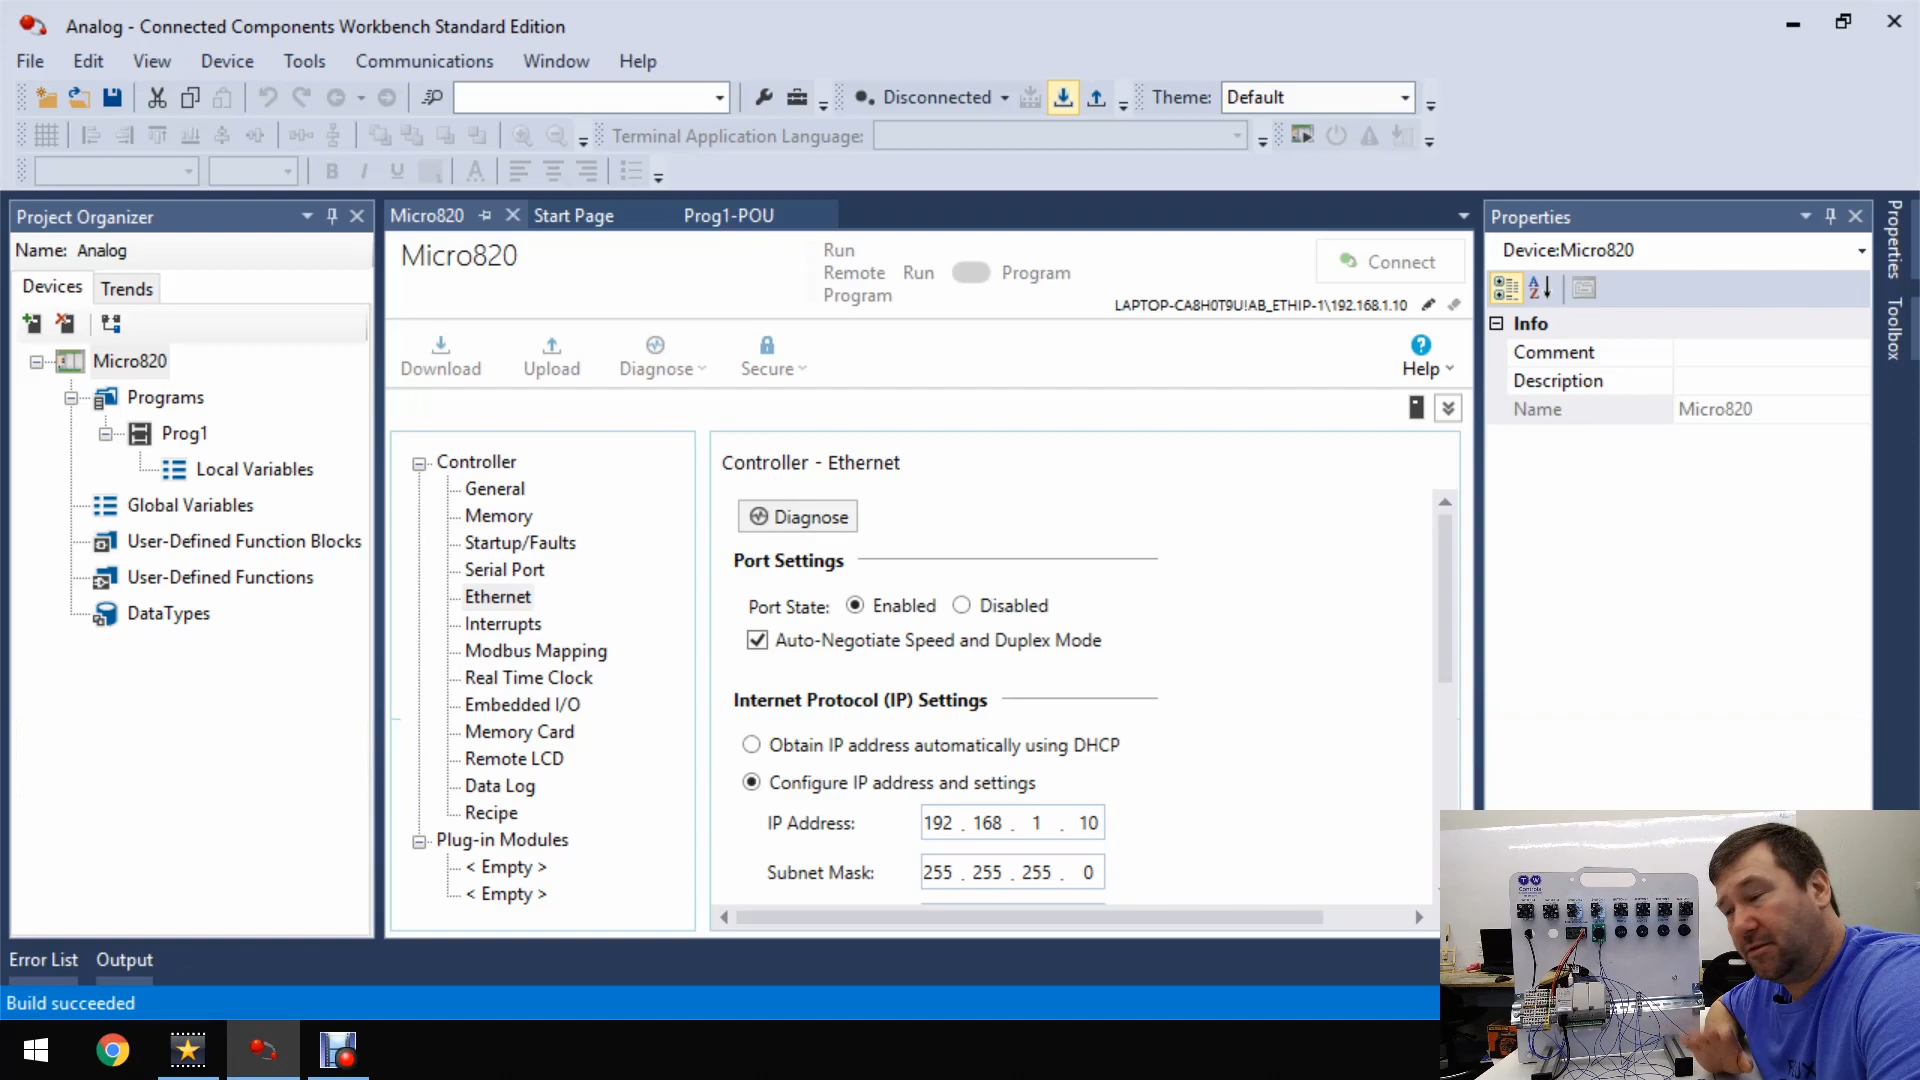 Analog - Connected Components Workbench Standard Edition
File Edit View Device Tools Communications Window Help
Disconnected Theme: Default
Terminal Application Language:
B I U A
Project Organizer
Name: Analog
Devices Trends
Micro820
Programs
Prog1
Local Variables
Global Variables
User-Defined Function Blocks
User-Defined Functions
DataTypes
Micro820 Start Page Prog1-POU
Micro820
Run
Remote
Program
Run Program
Connect
LAPTOP-CA8H0T9U!AB_ETHIP-1\192.168.1.10
Download Upload Diagnose Secure Help
Controller
General
Memory
Startup/Faults
Serial Port
Ethernet
Interrupts
Modbus Mapping
Real Time Clock
Embedded I/O
Memory Card
Remote LCD
Data Log
Recipe
Plug-in Modules
< Empty >
< Empty >
Controller - Ethernet
Diagnose
Port Settings
Port State: Enabled Disabled
Auto-Negotiate Speed and Duplex Mode
Internet Protocol (IP) Settings
Obtain IP address automatically using DHCP
Configure IP address and settings
IP Address: 192 . 168 . 1 . 10
Subnet Mask: 255 . 255 . 255 . 0
Properties
Device:Micro820
A
Z
Info
Comment
Description
Name Micro820
Properties
Toolbox
Error List Output
Build succeeded
T W
Controls